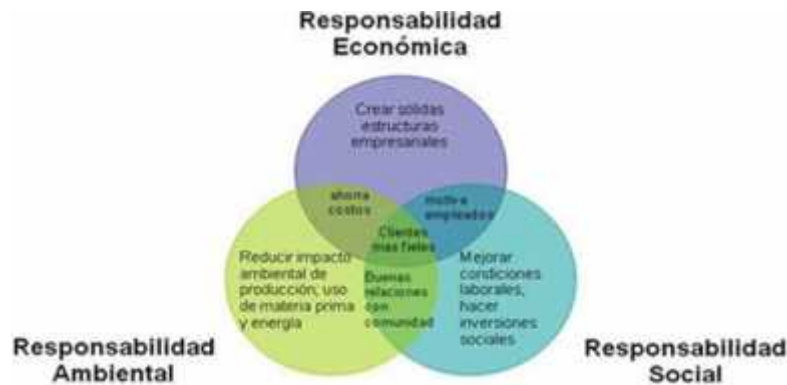 Responsabilidad
Económica
Crear sólidas
estructuras
empresariales
ahorra
costos
motiva
empleados
Clientes
mas fieles
Reducir impacto
ambiental de
producción; uso
de materia prima
y energía
Buenas
relaciones
con
comunidad
Mejorar
condiciones
laborales,
hacer
inversiones
sociales
Responsabilidad
Ambiental
Responsabilidad
Social